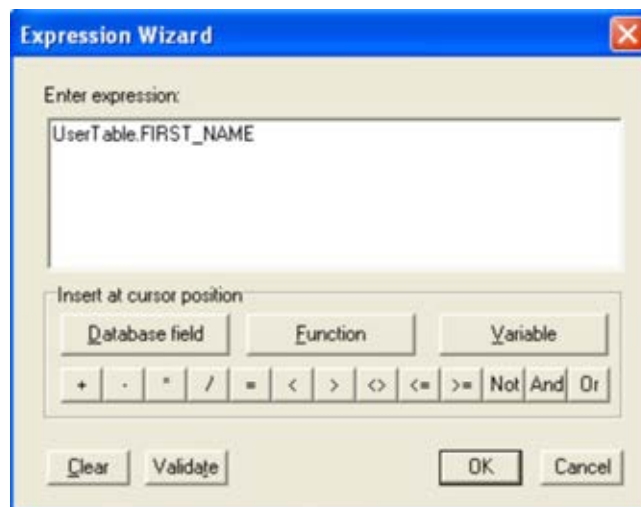 Expression Wizard
Enter expression:
UserTable.FIRST_NAME
Insert at cursor position
Database field Function Variable
+ - * / = < > <> <= >= Not And Or
Clear Validate OK Cancel